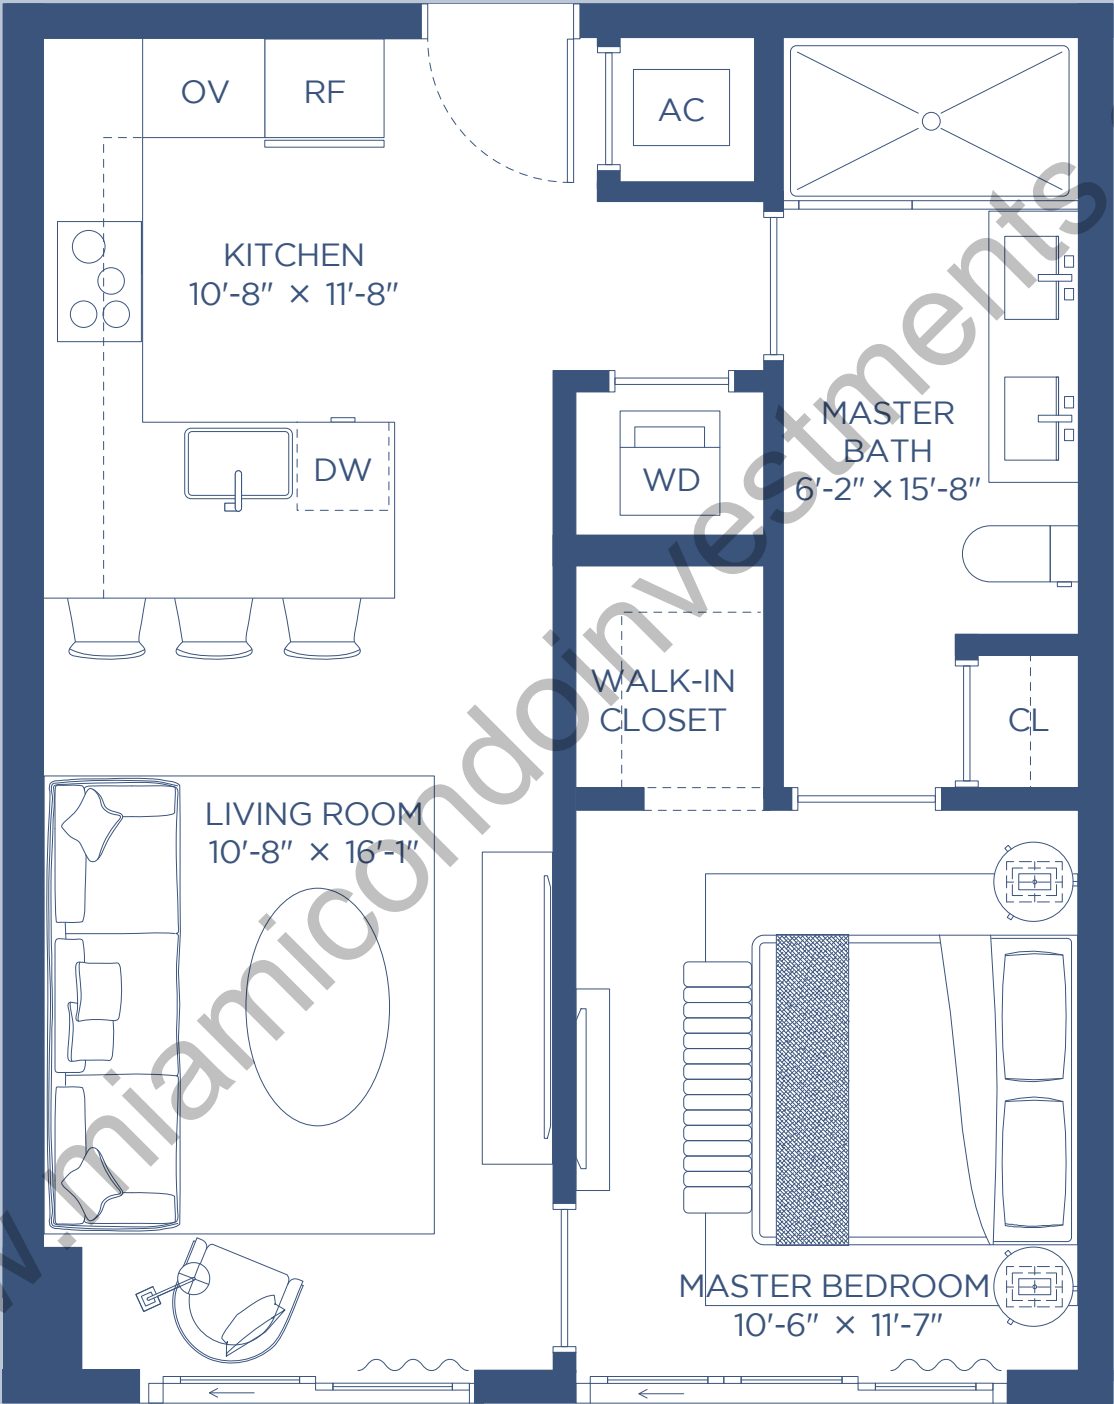 OV
RF
AC
KITCHEN
10'-8" × 11'-8"
MASTER
BATH
6'-2" × 15'-8"
DW
WD
WALK-IN
CLOSET
CL
LIVING ROOM
10'-8" × 16'-1"
MASTER BEDROOM
10'-6" × 11'-7"
w.miamicondoinvestments